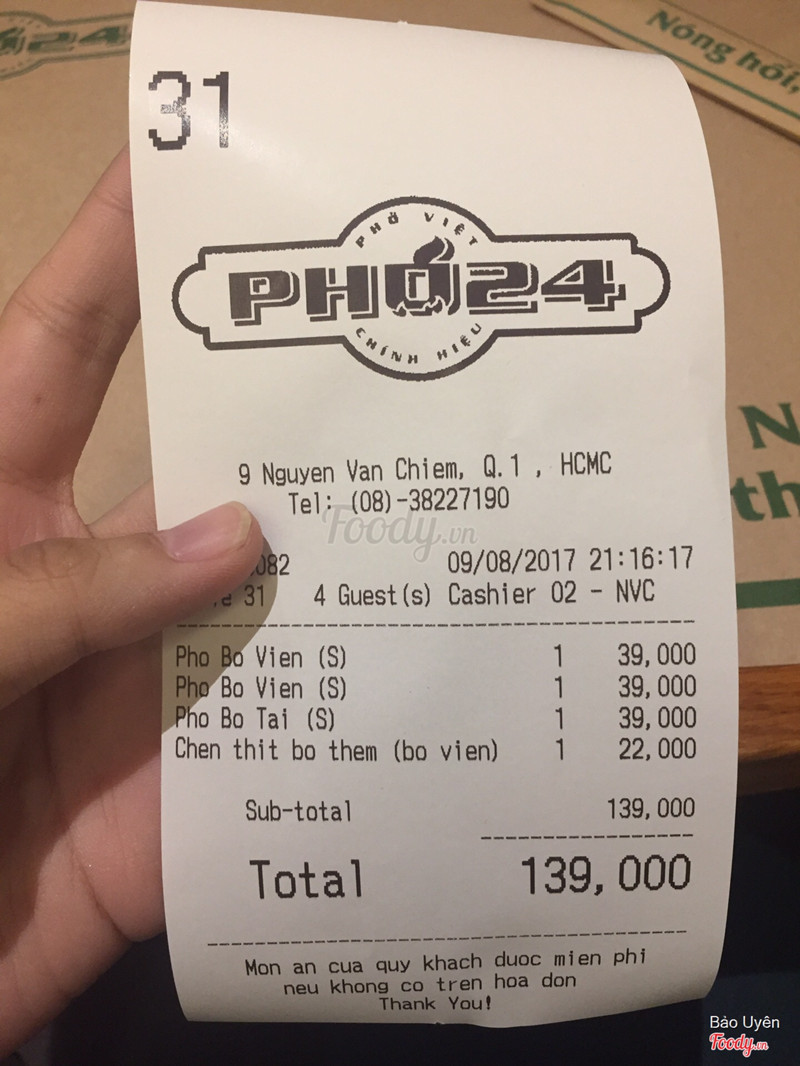 24
Nóng hổi,
31
PHỞ VIỆT
PHỞ24
CHÍNH HIỆU
9 Nguyen Van Chiem, Q.1 , HCMC
Tel: (08)-38227190
Foody.vn
082 09/08/2017 21:16:17
31 4 Guest(s) Cashier 02 - NVC
Pho Bo Vien (S) 1 39,000
Pho Bo Vien (S) 1 39,000
Pho Bo Tai (S) 1 39,000
Chen thit bo them (bo vien) 1 22,000
Sub-total 139,000
Total 139,000
Mon an cua quy khach duoc mien phi
neu khong co tren hoa don
Thank You!
Bảo Uyên
Foody.vn